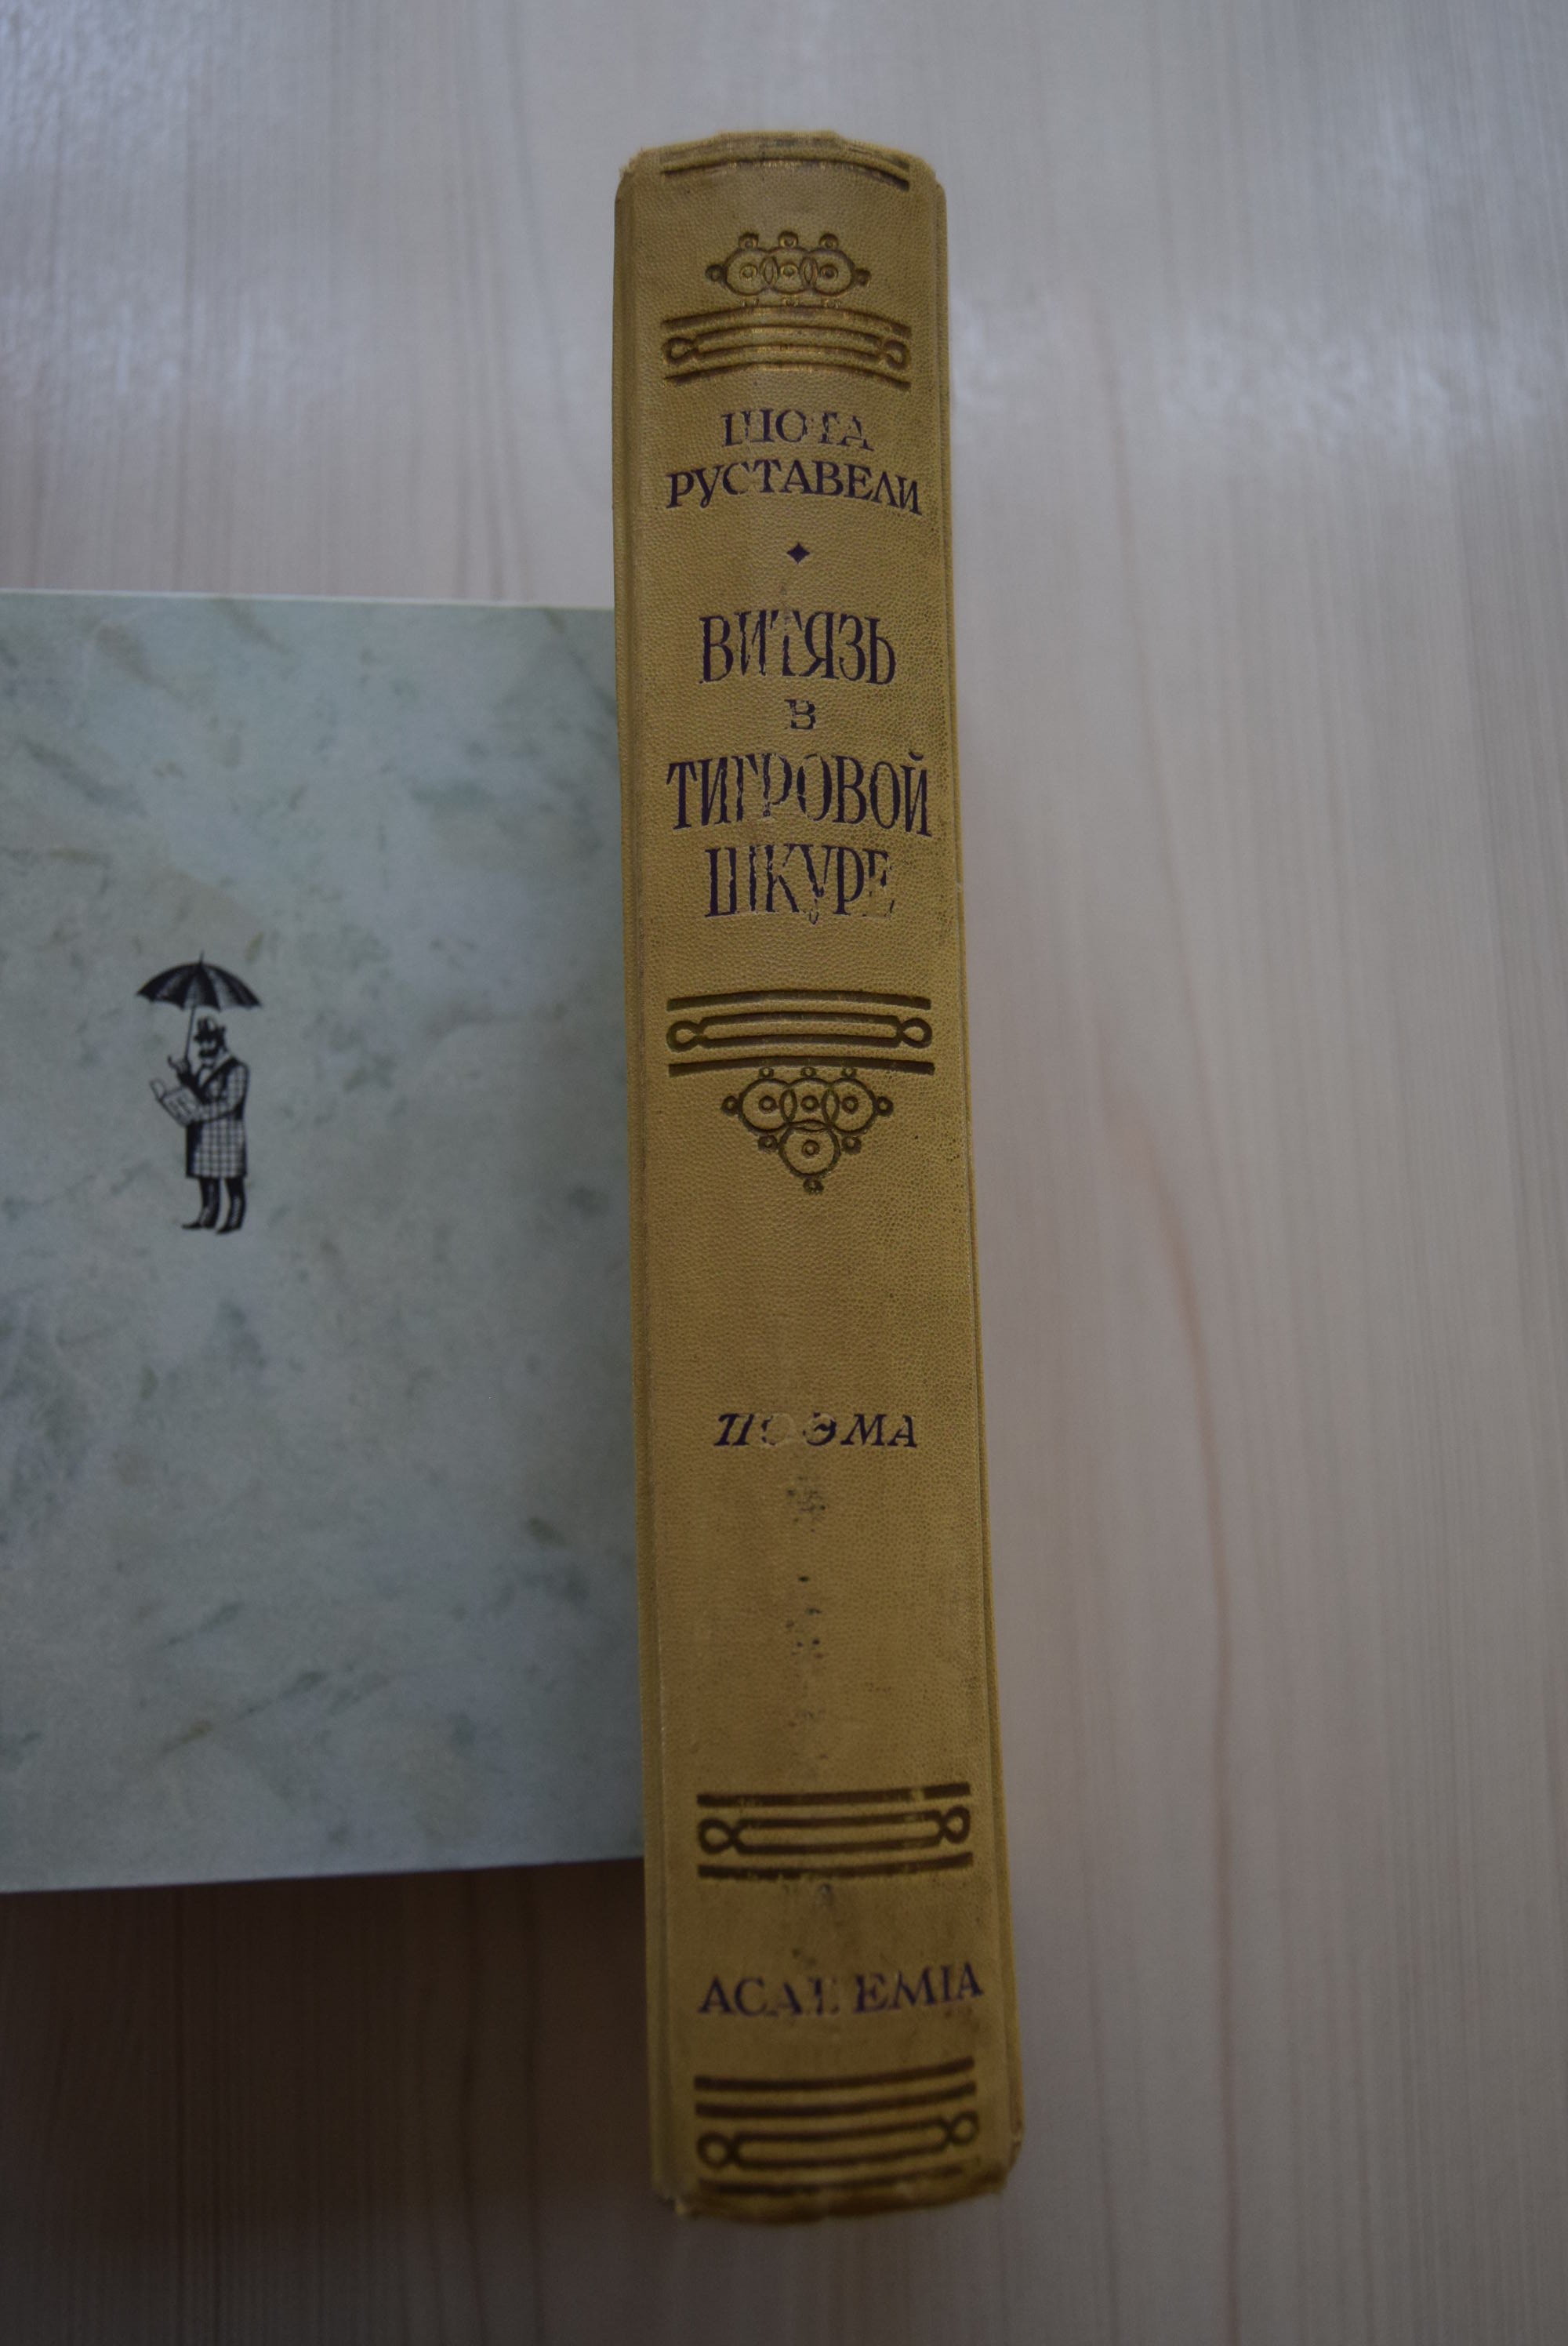 ШОТА
РУСТАВЕЛИ
ВИТЯЗЬ
В
ТИГРОВОЙ
ШКУРЕ
ПОЭМА
ACADEMIA